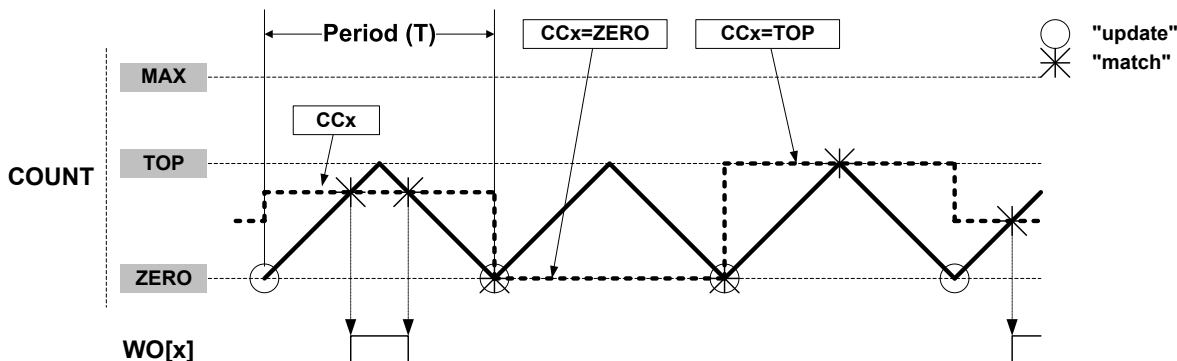 Period (T)
CCx=ZERO
CCx=TOP
"update"
"match"
MAX
CCx
TOP
COUNT
ZERO
WO[x]